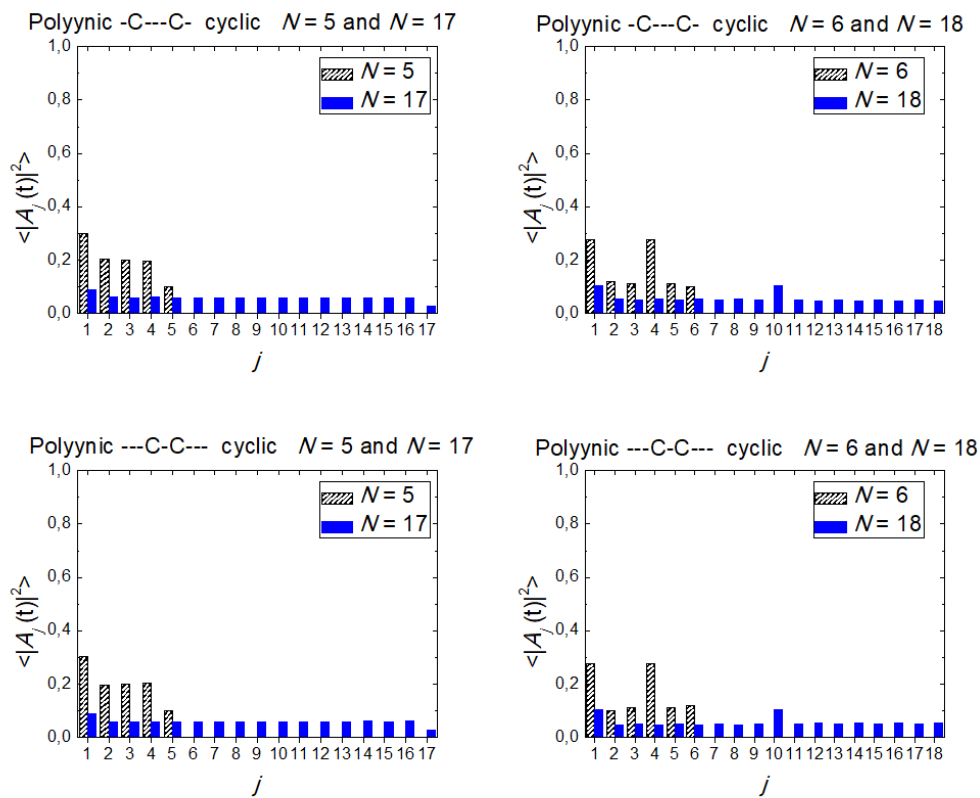 Polyynic -C---C- cyclic N = 5 and N = 17
1,0
0,8
0,6
0,4
0,2
0,0
<|A_j (t)|^2>
N = 5
N = 17
1 2 3 4 5 6 7 8 9 10 11 12 13 14 15 16 17
j
Polyynic -C---C- cyclic N = 6 and N = 18
1,0
0,8
0,6
0,4
0,2
0,0
<|A_j (t)|^2>
N = 6
N = 18
1 2 3 4 5 6 7 8 9 10 11 12 13 14 15 16 17 18
j
Polyynic ---C-C--- cyclic N = 5 and N = 17
1,0
0,8
0,6
0,4
0,2
0,0
<|A_j (t)|^2>
N = 5
N = 17
1 2 3 4 5 6 7 8 9 10 11 12 13 14 15 16 17
j
Polyynic ---C-C--- cyclic N = 6 and N = 18
1,0
0,8
0,6
0,4
0,2
0,0
<|A_j (t)|^2>
N = 6
N = 18
1 2 3 4 5 6 7 8 9 10 11 12 13 14 15 16 17 18
j